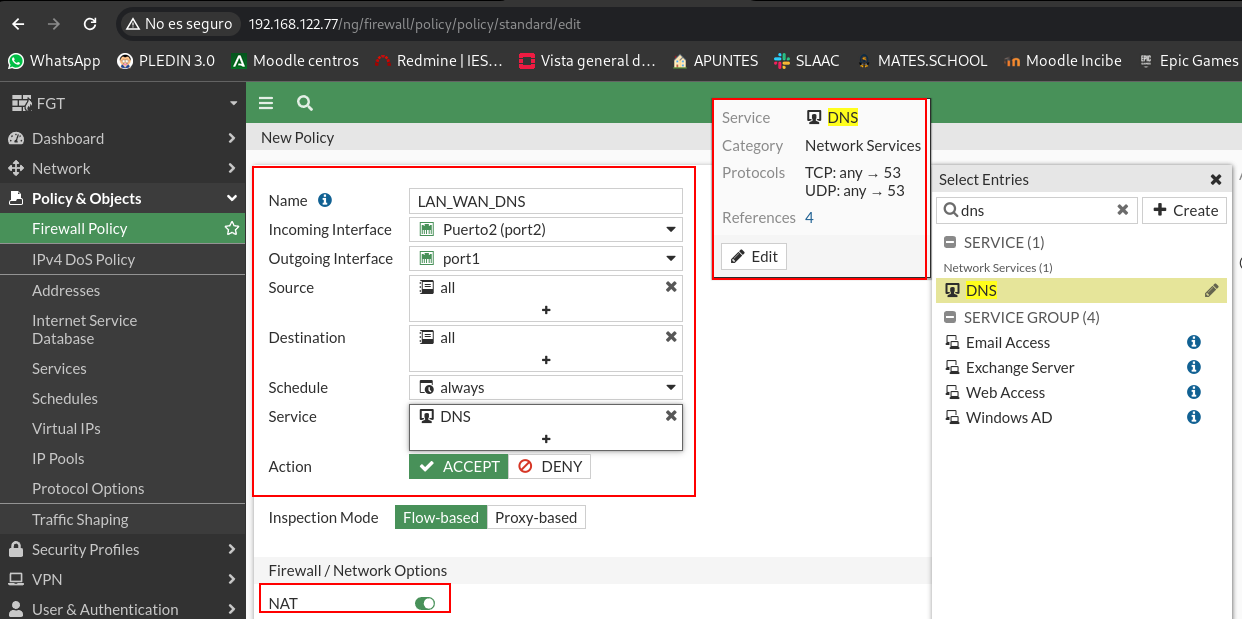 No es seguro 192.168.122.77/ng/firewall/policy/policy/standard/edit
WhatsApp PLEDIN 3.0 Moodle centros Redmine | IES... Vista general d... APUNTES SLAAC MATES.SCHOOL Moodle Incibe Epic Games
FGT
Dashboard
Network
Policy & Objects
Firewall Policy
IPv4 DoS Policy
Addresses
Internet Service
Database
Services
Schedules
Virtual IPs
IP Pools
Protocol Options
Traffic Shaping
Security Profiles
VPN
User & Authentication
New Policy
Name LAN_WAN_DNS
Incoming Interface Puerto2 (port2)
Outgoing Interface port1
Source all
Destination all
Schedule always
Service DNS
Action ACCEPT DENY
Inspection Mode Flow-based Proxy-based
Firewall / Network Options
NAT
Service DNS
Category Network Services
Protocols TCP: any → 53
UDP: any → 53
References 4
Edit
Select Entries
dns Create
SERVICE (1)
Network Services (1)
DNS
SERVICE GROUP (4)
Email Access
Exchange Server
Web Access
Windows AD